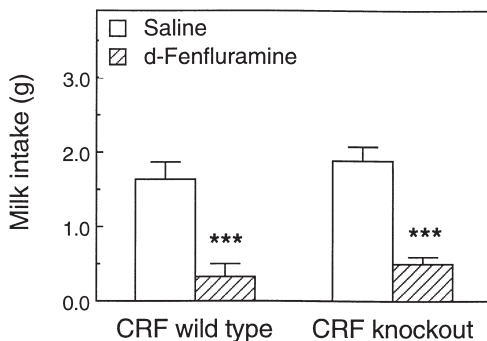 Saline
d-Fenfluramine
Milk intake (g)
3.0
2.0
1.0
0.0
***
***
CRF wild type
CRF knockout